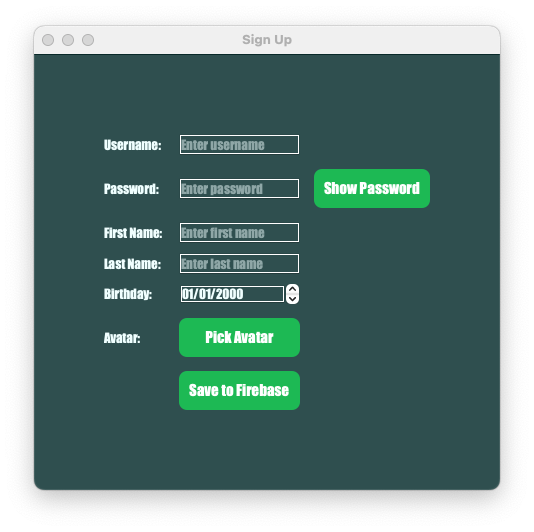 Sign Up
Username: Enter username
Password: Enter password Show Password
First Name: Enter first name
Last Name: Enter last name
Birthday: 01/01/2000
Avatar: Pick Avatar
Save to Firebase